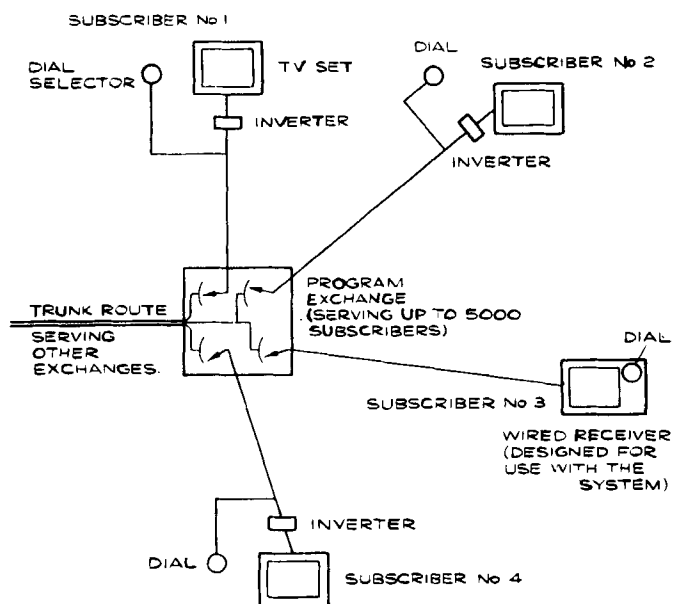 SUBSCRIBER No 1
DIAL
SELECTOR
TV SET
INVERTER
DIAL
SUBSCRIBER No 2
INVERTER
PROGRAM
EXCHANGE
(SERVING UP TO 5000
SUBSCRIBERS)
TRUNK ROUTE
SERVING
OTHER
EXCHANGES.
DIAL
SUBSCRIBER No 3
WIRED RECEIVER
(DESIGNED FOR
USE WITH THE
SYSTEM)
INVERTER
DIAL
SUBSCRIBER No 4